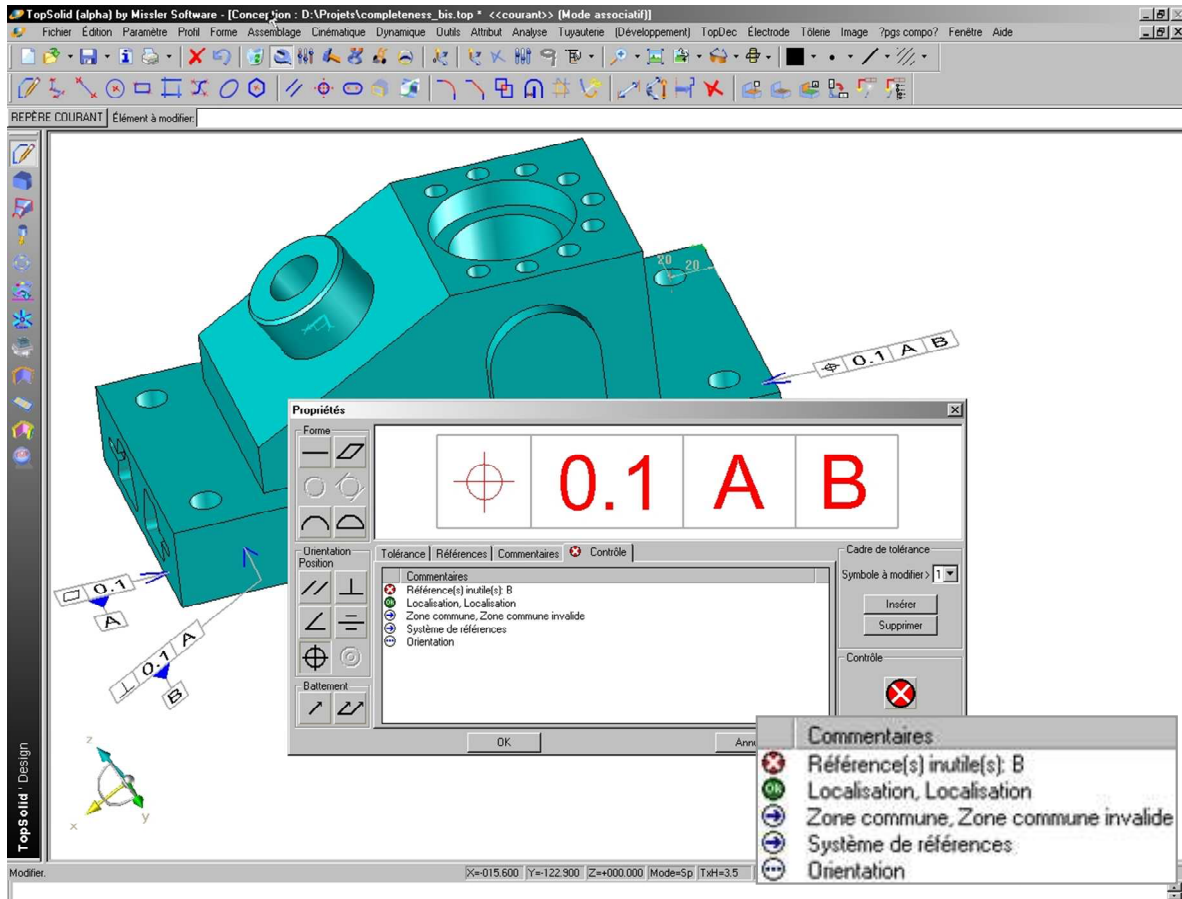 TopSolid (alpha) by Missler Software - [Conception : D:\Projets\completeness_bis.top * <<courant>> (Mode associatif)]
Fichier Édition Paramètre Profil Forme Assemblage Cinématique Dynamique Outils Attribut Analyse Tuyauterie (Développement) TopDec Électrode Tôlerie Image ?pgs compo? Fenêtre Aide
REPÈRE COURANT Élément à modifier:
20 20
0.1 A B
Propriétés
Forme
0.1 A B
Orientation
Position
Tolérance Références Commentaires Contrôle
Cadre de tolérance
Commentaires
Symbole à modifier> 1
Référence(s) inutile(s): B
Localisation, Localisation
Zone commune, Zone commune invalide
Système de références
Orientation
Insérer
Supprimer
0.1
A
0.1 A
B
Contrôle
Battement
OK
Annu
Commentaires
Référence(s) inutile(s): B
OK Localisation, Localisation
Zone commune, Zone commune invalide
Système de références
Orientation
z
x
y
TopSolid ' Design
Modifier.
X=-015.600 Y=-122.900 Z=+000.000 Mode=Sp TxH=3.5